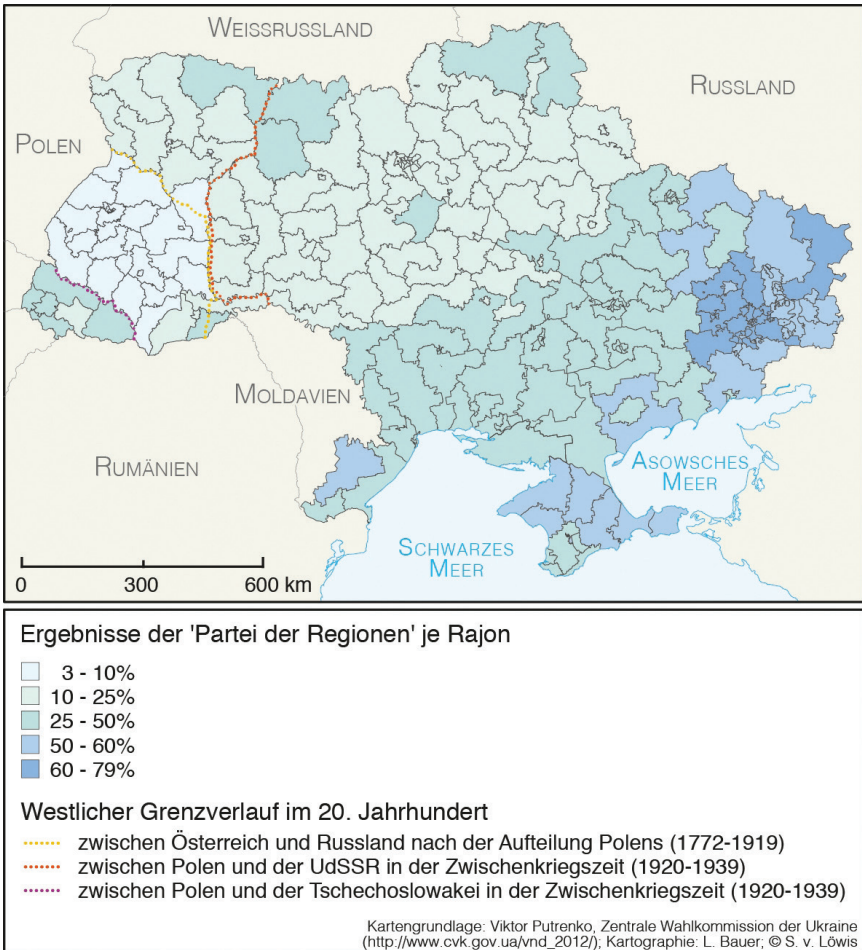 WEISSRUSSLAND
RUSSLAND
POLEN
MOLDAVIEN
RUMÄNIEN
ASOWSCHES
MEER
SCHWARZES
MEER
0 300 600 km
Ergebnisse der 'Partei der Regionen' je Rajon
3 - 10%
10 - 25%
25 - 50%
50 - 60%
60 - 79%
Westlicher Grenzverlauf im 20. Jahrhundert
zwischen Österreich und Russland nach der Aufteilung Polens (1772-1919)
zwischen Polen und der UdSSR in der Zwischenkriegszeit (1920-1939)
zwischen Polen und der Tschechoslowakei in der Zwischenkriegszeit (1920-1939)
Kartengrundlage: Viktor Putrenko, Zentrale Wahlkommission der Ukraine
(http://www.cvk.gov.ua/vnd_2012/); Kartographie: L. Bauer; © S. v. Löwis